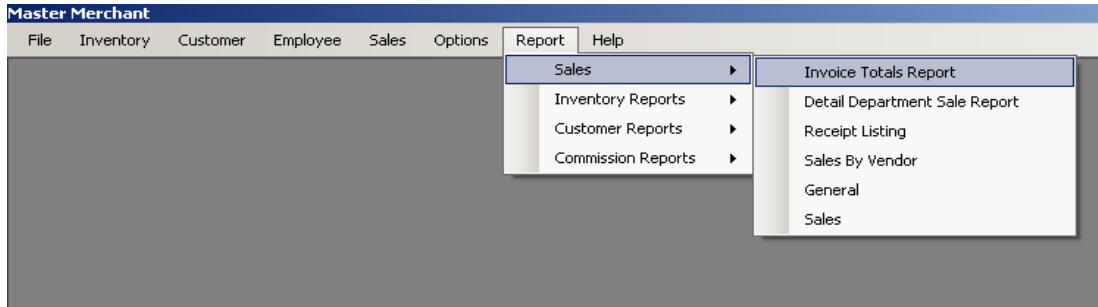 Master Merchant
File Inventory Customer Employee Sales Options Report Help
Sales
Inventory Reports
Customer Reports
Commission Reports
Invoice Totals Report
Detail Department Sale Report
Receipt Listing
Sales By Vendor
General
Sales